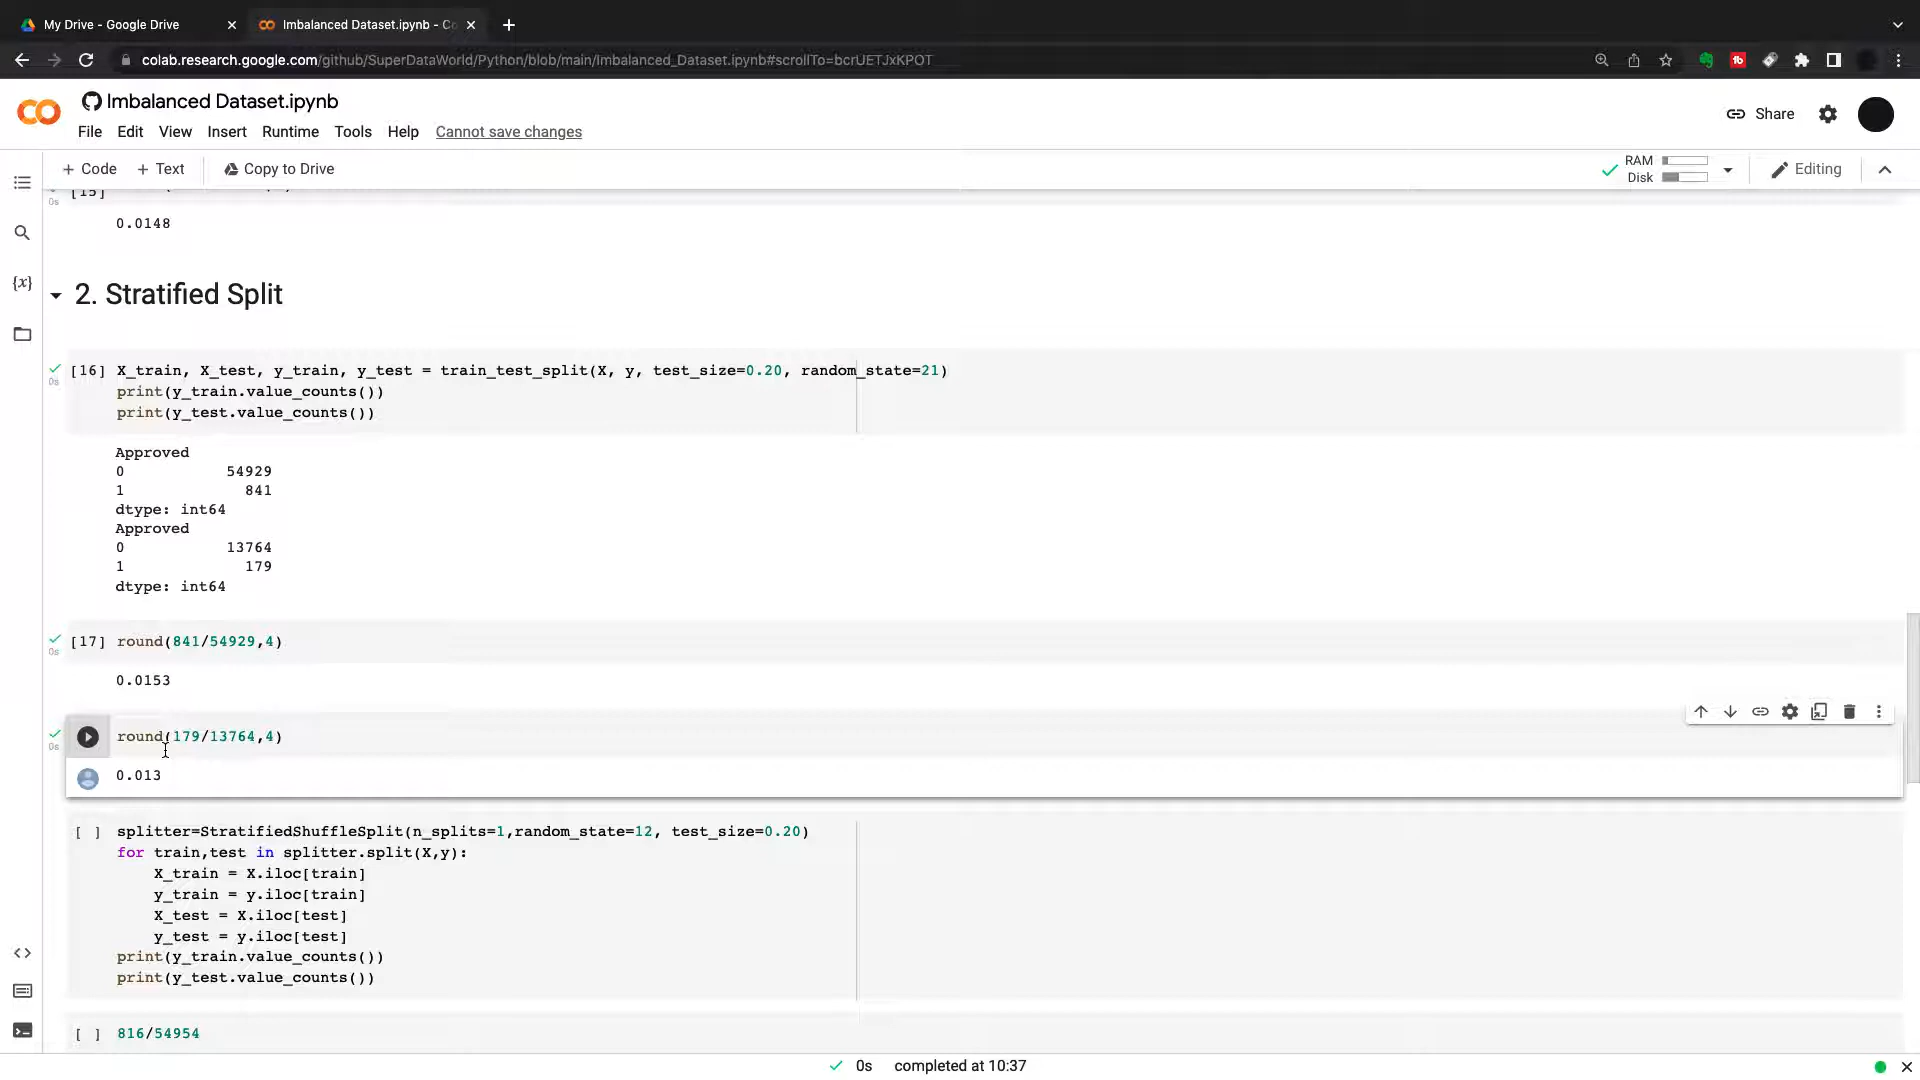 My Drive - Google Drive
Imbalanced Dataset.ipynb - Co
colab.research.google.com/github/SuperDataWorld/Python/blob/main/Imbalanced_Dataset.ipynb#scrollTo=bcrUETJxKPOT
Imbalanced Dataset.ipynb
File Edit View Insert Runtime Tools Help Cannot save changes
Share
+ Code + Text Copy to Drive
RAM
Disk
Editing
[15]
0s
0.0148
2. Stratified Split
[16] X_train, X_test, y_train, y_test = train_test_split(X, y, test_size=0.20, random_state=21)
0s
print(y_train.value_counts())
print(y_test.value_counts())
Approved
0 54929
1 841
dtype: int64
Approved
0 13764
1 179
dtype: int64
[17] round(841/54929,4)
0s
0.0153
round(179/13764,4)
0s
0.013
[ ] splitter=StratifiedShuffleSplit(n_splits=1,random_state=12, test_size=0.20)
for train,test in splitter.split(X,y):
X_train = X.iloc[train]
y_train = y.iloc[train]
X_test = X.iloc[test]
y_test = y.iloc[test]
print(y_train.value_counts())
print(y_test.value_counts())
[ ] 816/54954
0s completed at 10:37